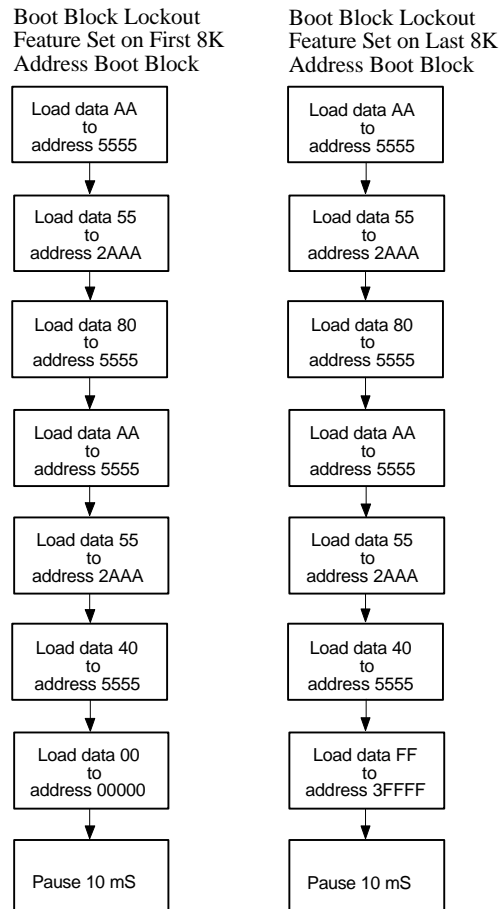 Boot Block Lockout
Feature Set on First 8K
Address Boot Block
Load data AA
to
address 5555
Load data 55
to
address 2AAA
Load data 80
to
address 5555
Load data AA
to
address 5555
Load data 55
to
address 2AAA
Load data 40
to
address 5555
Load data 00
to
address 00000
Pause 10 mS
Boot Block Lockout
Feature Set on Last 8K
Address Boot Block
Load data AA
to
address 5555
Load data 55
to
address 2AAA
Load data 80
to
address 5555
Load data AA
to
address 5555
Load data 55
to
address 2AAA
Load data 40
to
address 5555
Load data FF
to
address 3FFFF
Pause 10 mS